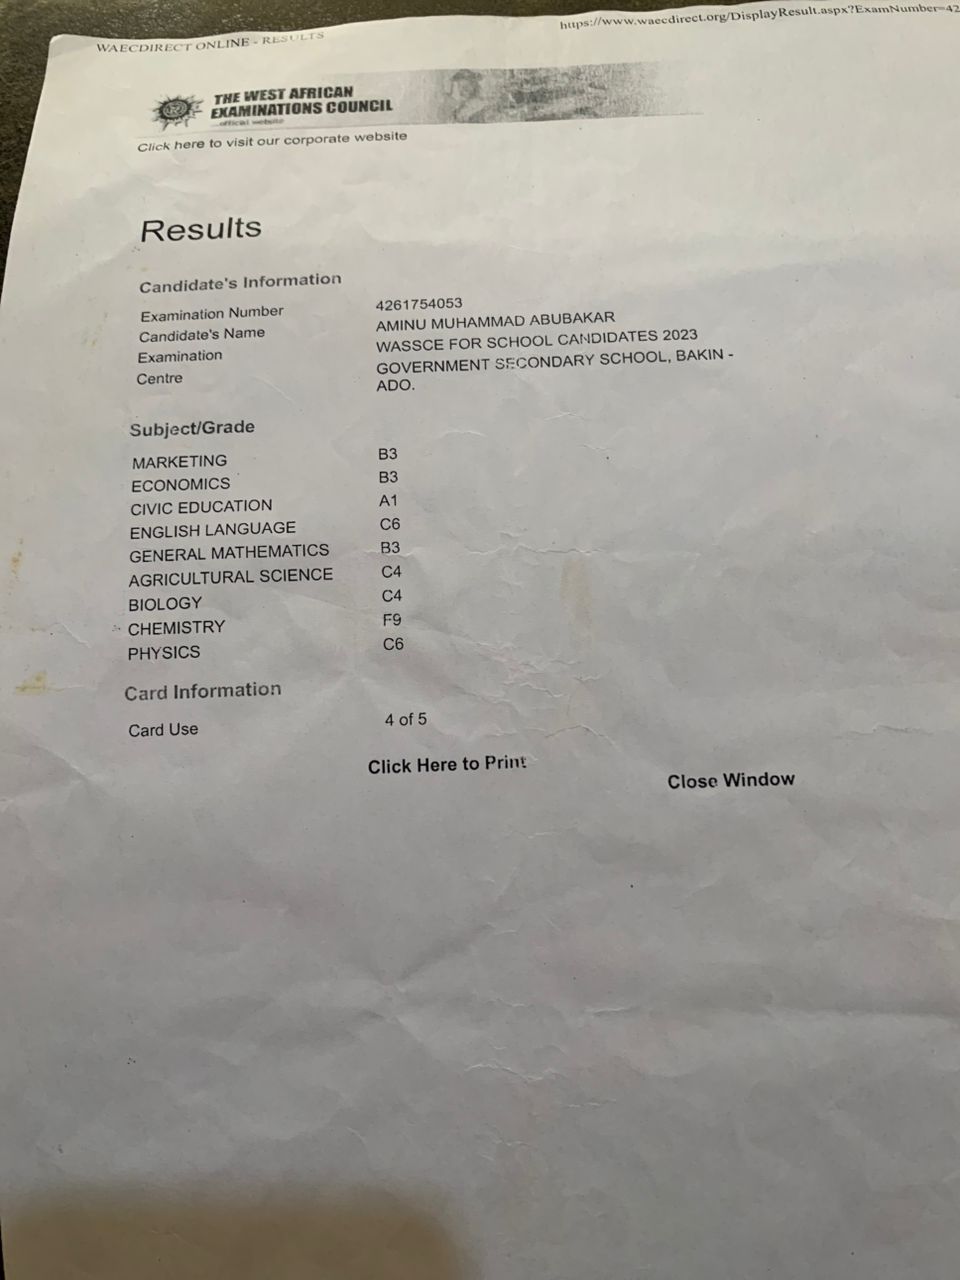 WAECDIRECT ONLINE - RESULTS
https://www.waecdirect.org/DisplayResult.aspx?ExamNumber=42
THE WEST AFRICAN
EXAMINATIONS COUNCIL
...official website
Click here to visit our corporate website
Results
Candidate's Information
Examination Number 4261754053
Candidate's Name AMINU MUHAMMAD ABUBAKAR
Examination WASSCE FOR SCHOOL CANDIDATES 2023
Centre GOVERNMENT SECONDARY SCHOOL, BAKIN -
ADO.
Subject/Grade
MARKETING B3
ECONOMICS B3
CIVIC EDUCATION A1
ENGLISH LANGUAGE C6
GENERAL MATHEMATICS B3
AGRICULTURAL SCIENCE C4
BIOLOGY C4
CHEMISTRY F9
PHYSICS C6
Card Information
Card Use 4 of 5
Click Here to Print
Close Window